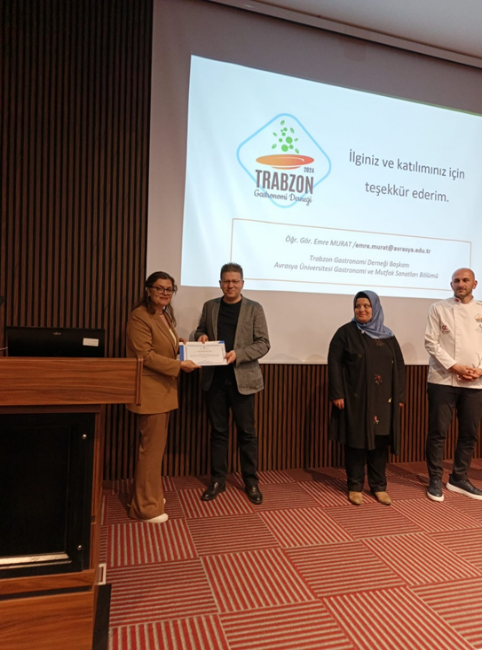 2024
TRABZON
Gastronomi Derneği
İlginiz ve katılımınız için
teşekkür ederim.
Öğr. Gör. Emre MURAT /emre.murat@avrasya.edu.tr
Trabzon Gastronomi Derneği Başkanı
Avrasya Üniversitesi Gastronomi ve Mutfak Sanatları Bölümü